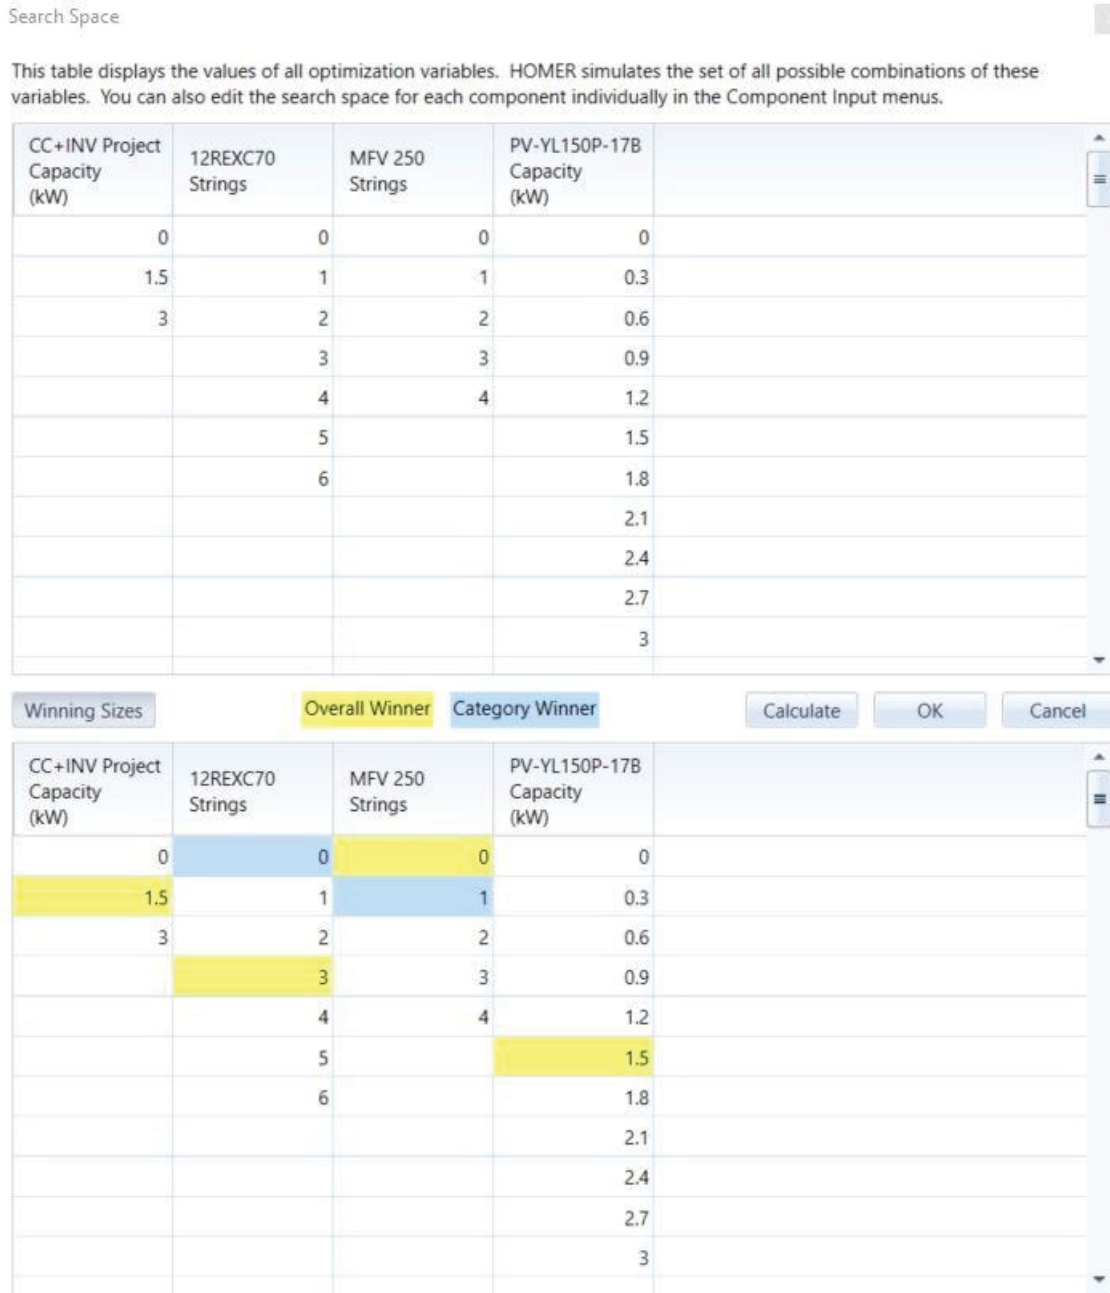 Search Space
This table displays the values of all optimization variables.  HOMER simulates the set of all possible combinations of these
variables.  You can also edit the search space for each component individually in the Component Input menus.
CC+INV Project Capacity (kW) 12REXC70 Strings MFV 250 Strings PV-YL150P-17B Capacity (kW)
0 0 0 0
1.5 1 1 0.3
3 2 2 0.6
3 3 0.9
4 4 1.2
5 1.5
6 1.8
2.1
2.4
2.7
3
Winning Sizes Overall Winner Category Winner Calculate OK Cancel
CC+INV Project Capacity (kW) 12REXC70 Strings MFV 250 Strings PV-YL150P-17B Capacity (kW)
0 0 0 0
1.5 1 1 0.3
3 2 2 0.6
3 3 0.9
4 4 1.2
5 1.5
6 1.8
2.1
2.4
2.7
3